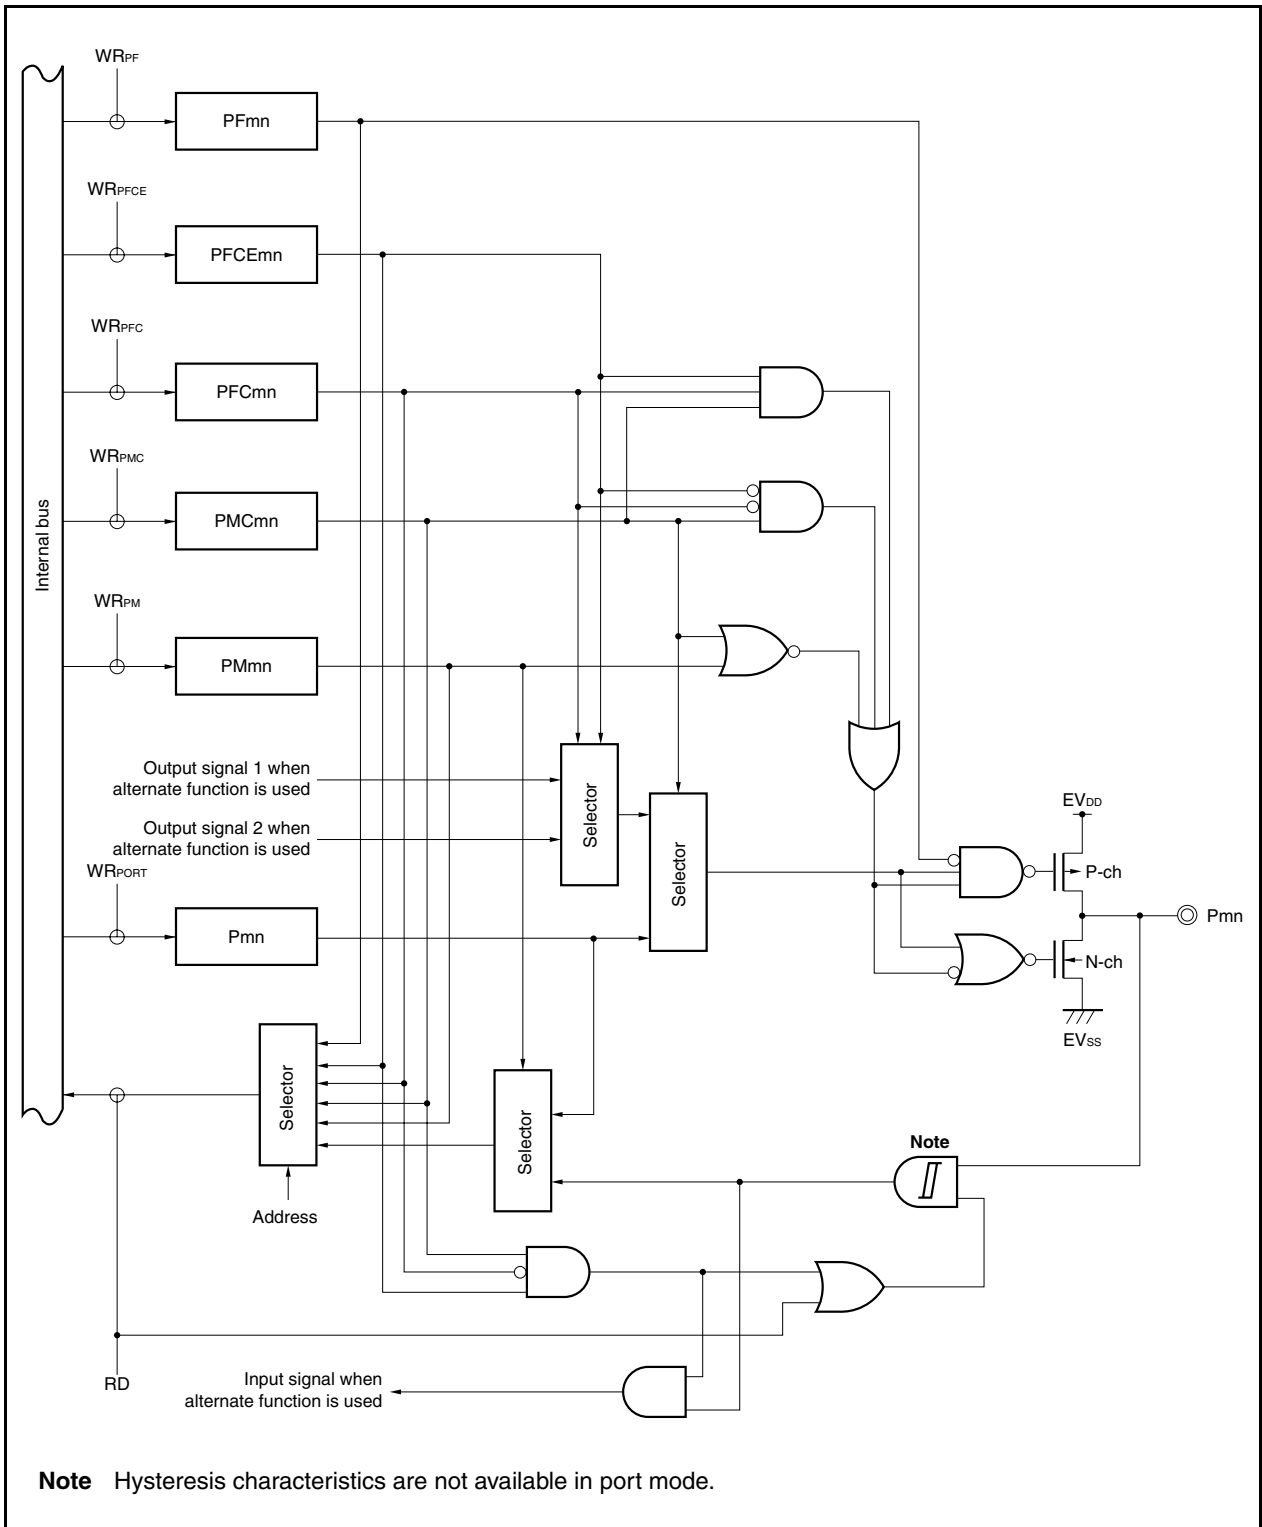 WRPF
PFmn
WRPFCE
PFCEmn
WRPFC
PFCmn
WRPMC
PMCmn
Internal bus
WRPM
PMmn
Output signal 1 when
alternate function is used
Output signal 2 when
alternate function is used
Selector
Selector
EVDD
P-ch
Pmn
N-ch
EVSS
WRPORT
Pmn
Selector
Selector
Address
Note
RD
Input signal when
alternate function is used
Note Hysteresis characteristics are not available in port mode.